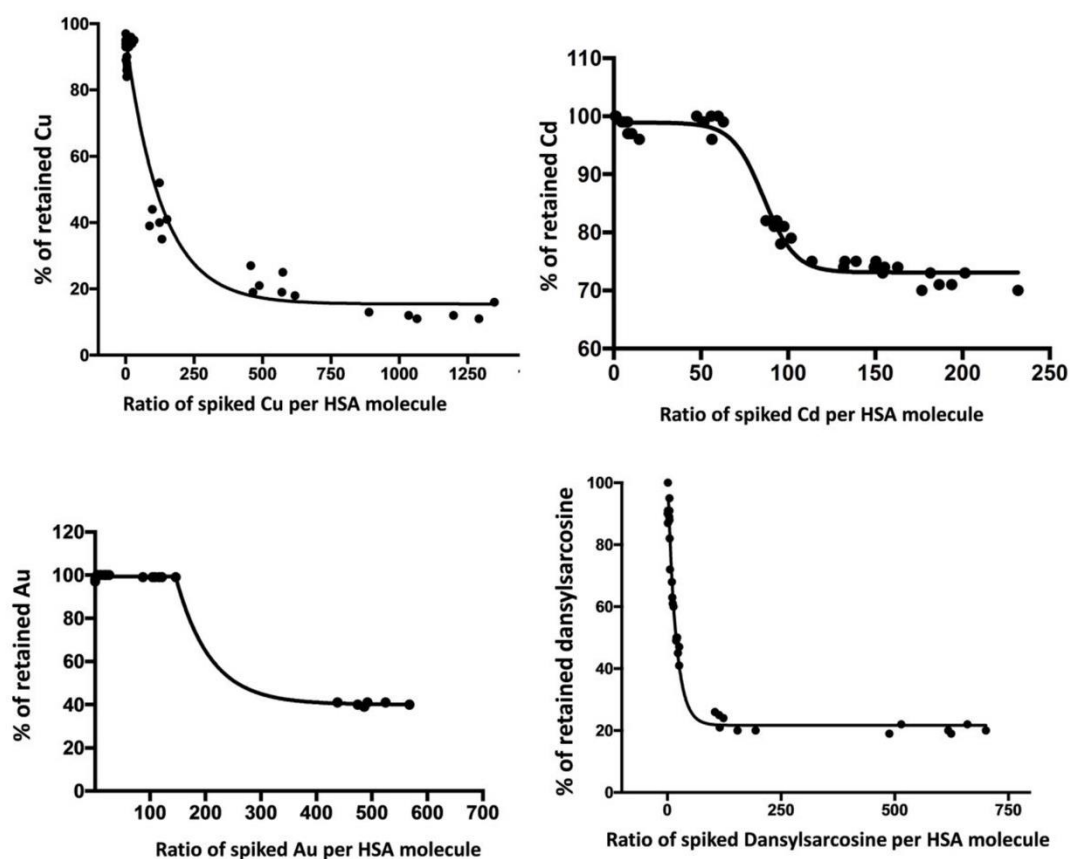 % of retained Cu
100
80
60
40
20
0
0 250 500 750 1000 1250
Ratio of spiked Cu per HSA molecule
% of retained Cd
110
100
90
80
70
60
0 50 100 150 200 250
Ratio of spiked Cd per HSA molecule
% of retained Au
120
100
80
60
40
20
0
100 200 300 400 500 600 700
Ratio of spiked Au per HSA molecule
% of retained dansylsarcosine
100
80
60
40
20
0
0 250 500 750
Ratio of spiked Dansylsarcosine per HSA molecule